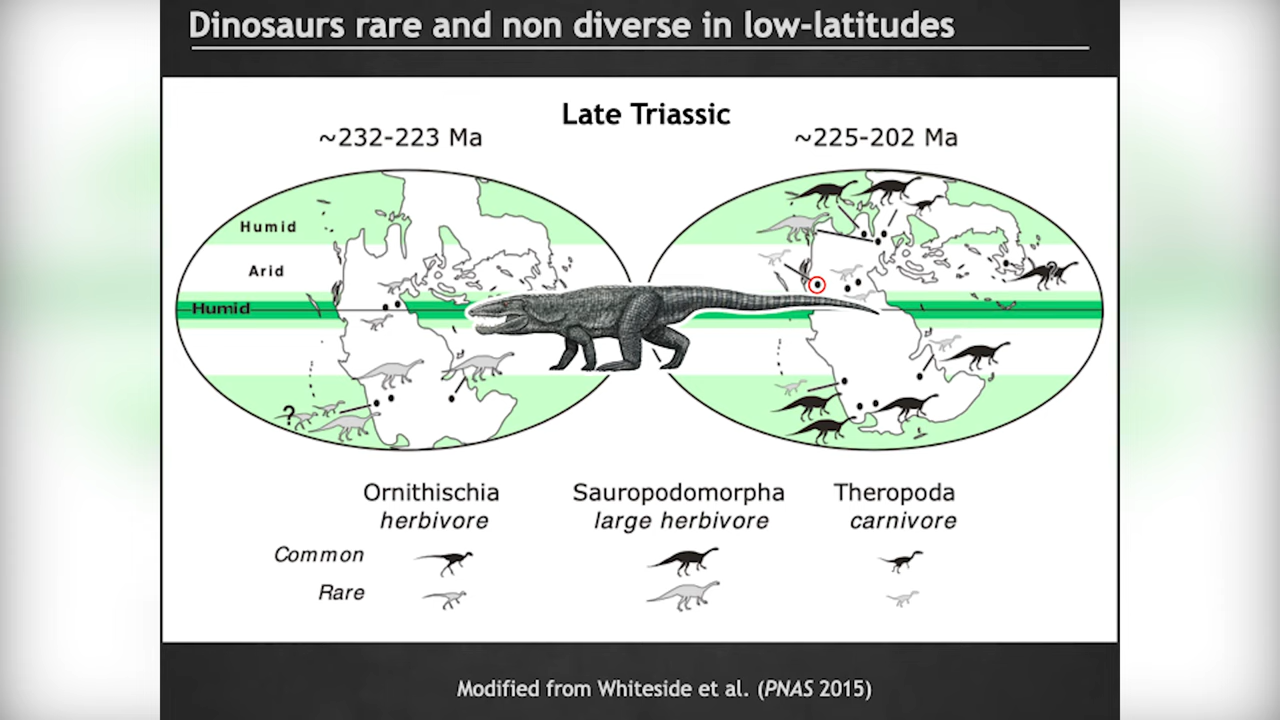 Dinosaurs rare and non diverse in low-latitudes
Late Triassic
~232-223 Ma
~225-202 Ma
Humid
Arid
Humid
?
?
Ornithischia
herbivore
Sauropodomorpha
large herbivore
Theropoda
carnivore
Common
Rare
Modified from Whiteside et al. (PNAS 2015)